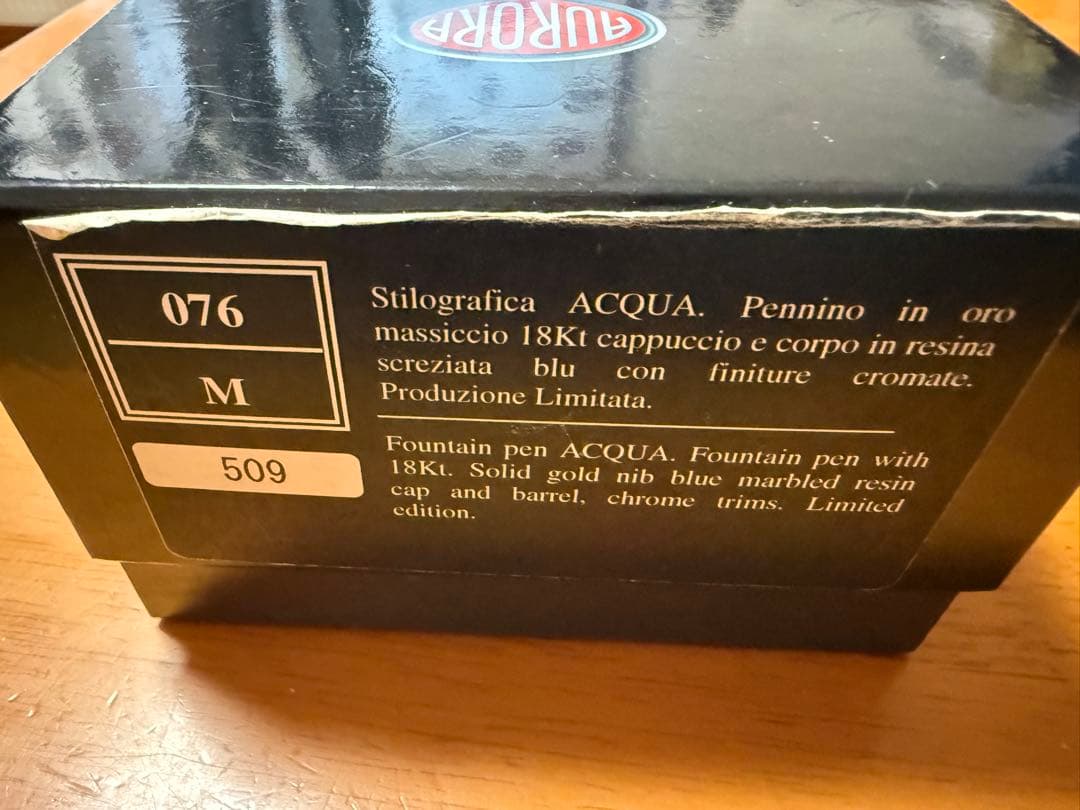 AURORA
076
M
509
Stilografica ACQUA. Pennino in oro
massiccio 18Kt cappuccio e corpo in resina
screziata blu con finiture cromate.
Produzione Limitata.
Fountain pen ACQUA. Fountain pen with
18Kt. Solid gold nib blue marbled resin
cap and barrel, chrome trims. Limited
edition.